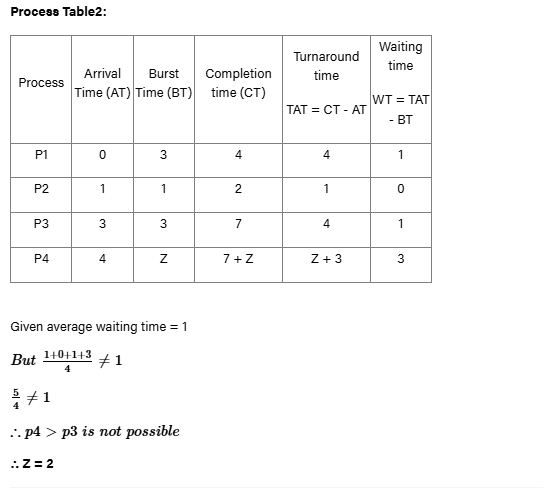 Process Table2:
Process Arrival Time (AT) Burst Time (BT) Completion time (CT) Turnaround time TAT = CT - AT Waiting time WT = TAT - BT
P1 0 3 4 4 1
P2 1 1 2 1 0
P3 3 3 7 4 1
P4 4 Z 7 + Z Z + 3 3
Given average waiting time = 1
But \frac{1+0+1+3}{4} ≠ 1
\frac{5}{4} ≠ 1
∴ p4 > p3 is not possible
∴ Z = 2